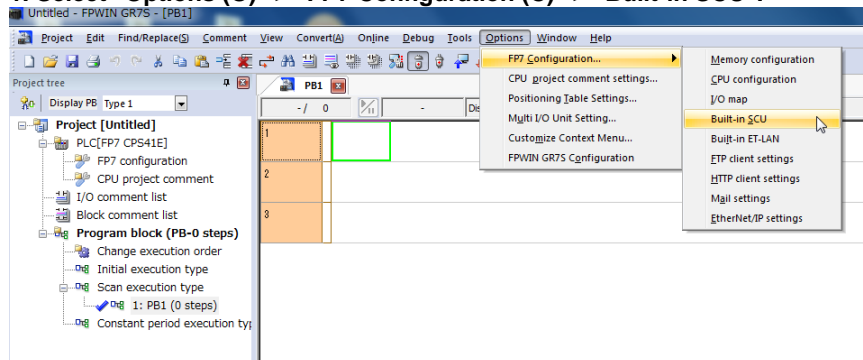 Untitled - FPWIN GR7S - [PB1]
Project Edit Find/Replace(S) Comment View Convert(A) Online Debug Tools Options Window Help
Project tree
Display PB Type 1
Project [Untitled]
PLC[FP7 CPS41E]
FP7 configuration
CPU project comment
I/O comment list
Block comment list
Program block (PB-0 steps)
Change execution order
Initial execution type
Scan execution type
1: PB1 (0 steps)
Constant period execution typ
PB1
- / 0 -
1
2
3
FP7 Configuration...
CPU project comment settings...
Positioning Table Settings...
Multi I/O Unit Setting...
Customize Context Menu...
FPWIN GR7S Configuration
Memory configuration
CPU configuration
I/O map
Built-in SCU
Built-in ET-LAN
FTP client settings
HTTP client settings
Mail settings
EtherNet/IP settings